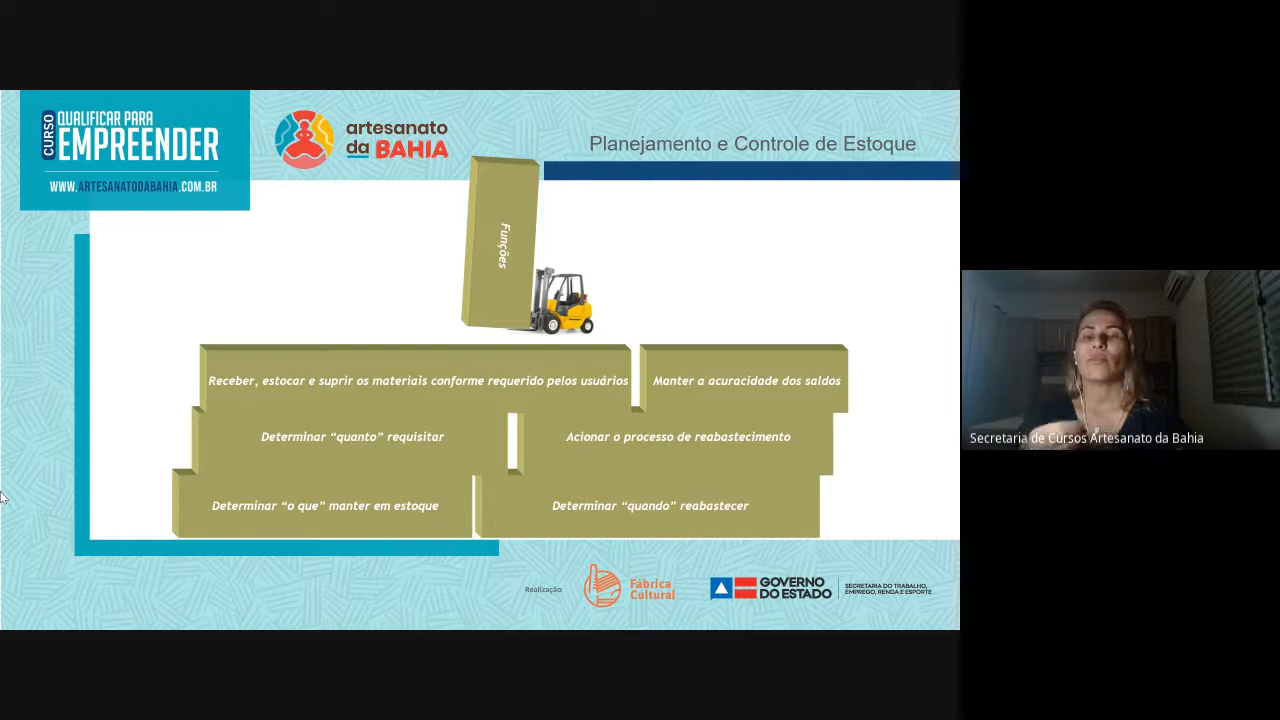 CURSO
QUALIFICAR PARA
EMPREENDER
WWW.ARTESANATODABAHIA.COM.BR
artesanato
da BAHIA
Planejamento e Controle de Estoque
Funções
Receber, estocar e suprir os materiais conforme requerido pelos usuários
Manter a acuracidade dos saldos
Determinar “quanto” requisitar
Acionar o processo de reabastecimento
Determinar “o que” manter em estoque
Determinar “quando” reabastecer
Secretaria de Cursos Artesanato da Bahia
Realização:
Fábrica
Cultural
GOVERNO
DO ESTADO
SECRETARIA DO TRABALHO,
EMPREGO, RENDA E ESPORTE